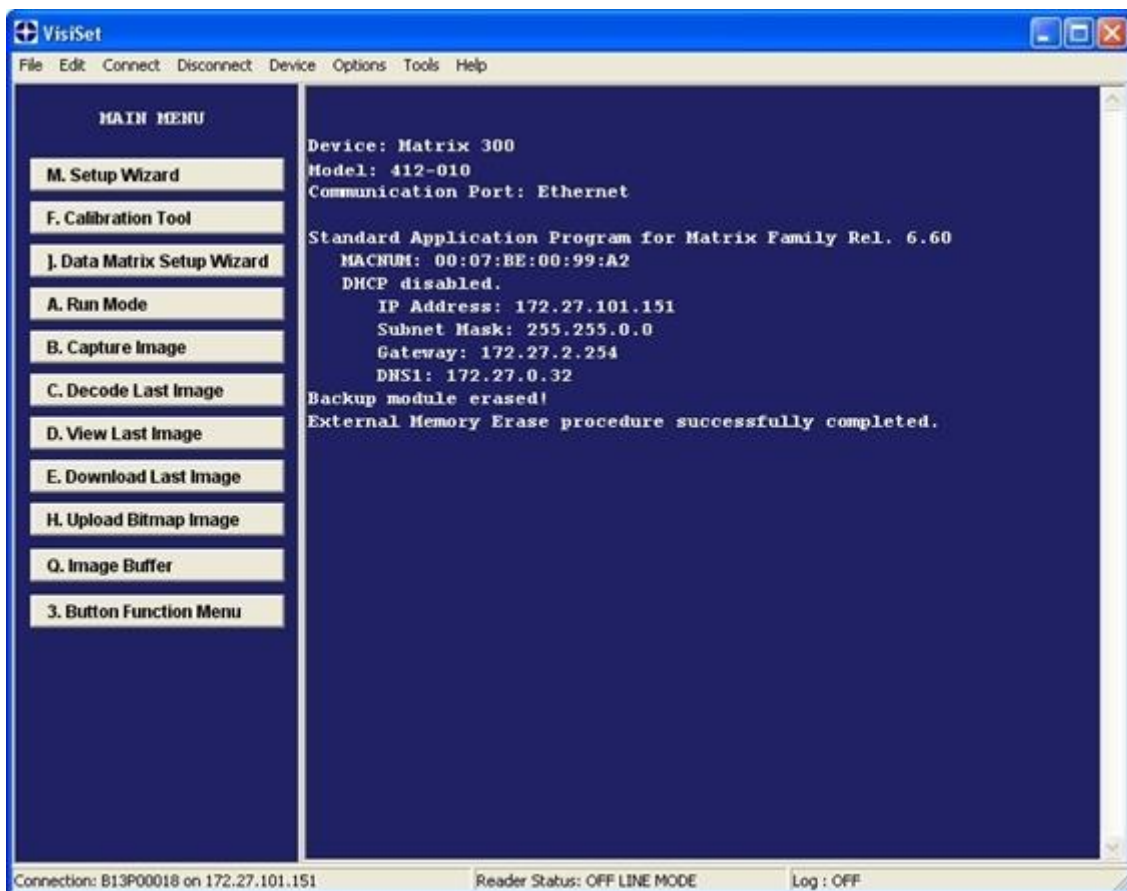 VisiSet
File Edit Connect Disconnect Device Options Tools Help
MAIN MENU
M. Setup Wizard
F. Calibration Tool
]. Data Matrix Setup Wizard
A. Run Mode
B. Capture Image
C. Decode Last Image
D. View Last Image
E. Download Last Image
H. Upload Bitmap Image
Q. Image Buffer
3. Button Function Menu
Device: Matrix 300
Model: 412-010
Communication Port: Ethernet
Standard Application Program for Matrix Family Rel. 6.60
MACNUM: 00:07:BE:00:99:A2
DHCP disabled.
IP Address: 172.27.101.151
Subnet Mask: 255.255.0.0
Gateway: 172.27.2.254
DNS1: 172.27.0.32
Backup module erased!
External Memory Erase procedure successfully completed.
Connection: B13P00018 on 172.27.101.151 Reader Status: OFF LINE MODE Log : OFF